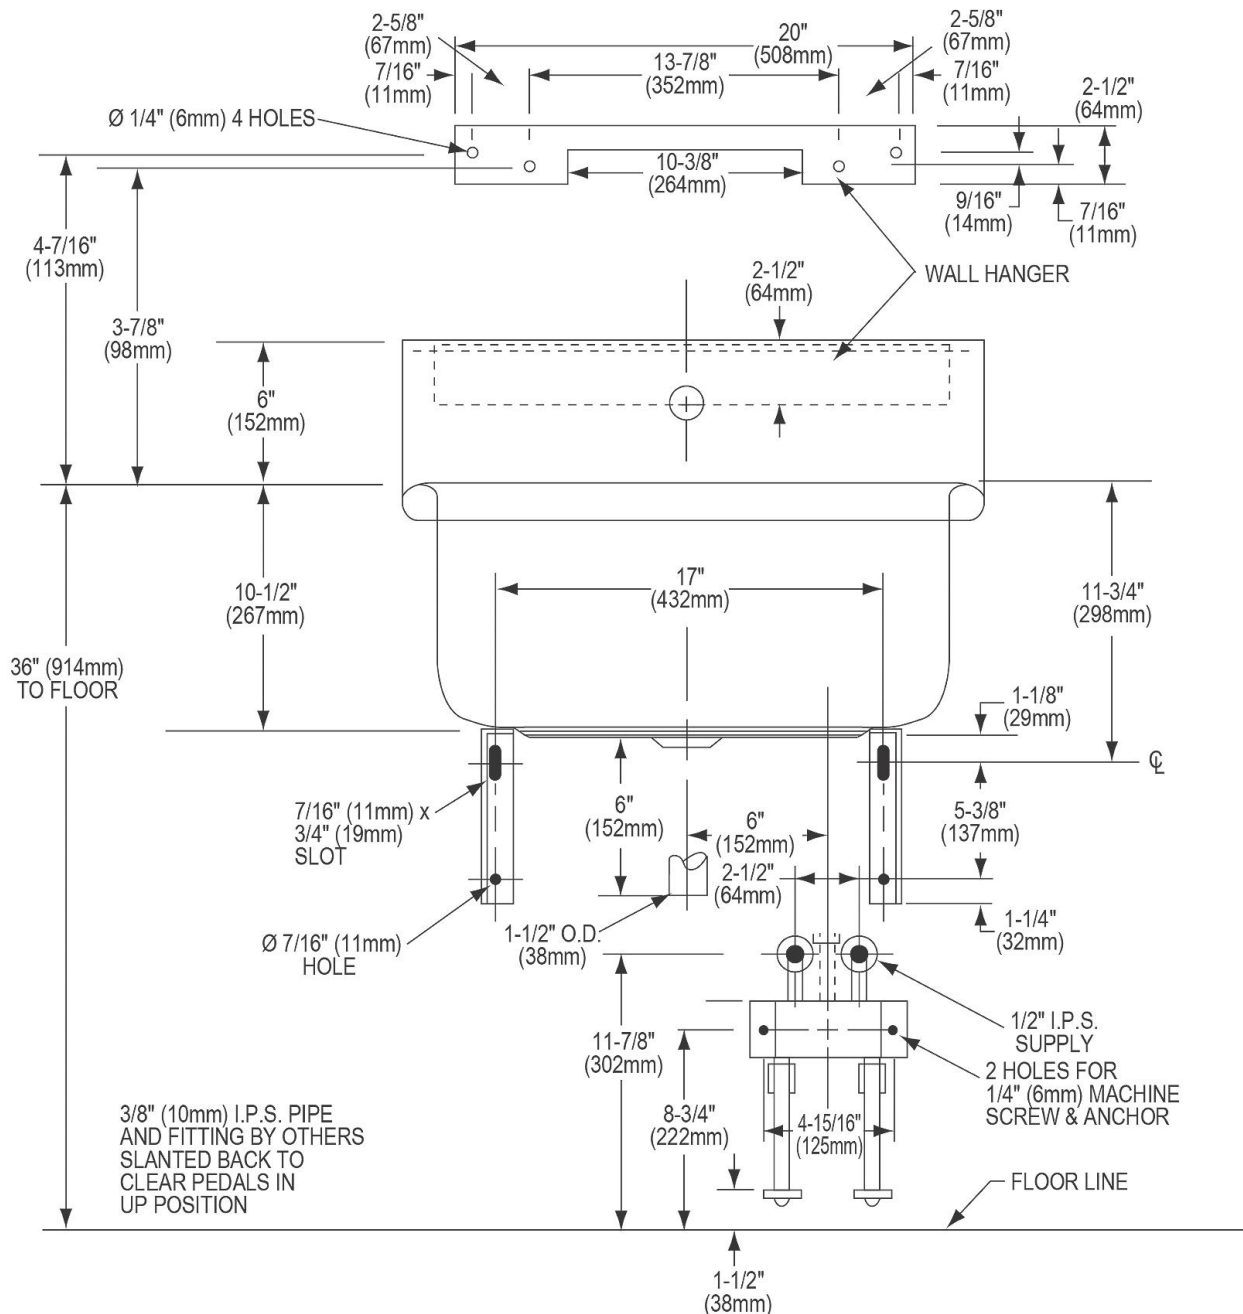 2-5/8"
(67mm)
20"
(508mm)
2-5/8"
(67mm)
7/16"
(11mm)
13-7/8"
(352mm)
7/16"
(11mm)
2-1/2"
(64mm)
Ø 1/4" (6mm) 4 HOLES
10-3/8"
(264mm)
9/16"
(14mm)
7/16"
(11mm)
4-7/16"
(113mm)
2-1/2"
(64mm)
WALL HANGER
3-7/8"
(98mm)
6"
(152mm)
10-1/2"
(267mm)
17"
(432mm)
11-3/4"
(298mm)
36" (914mm)
TO FLOOR
1-1/8"
(29mm)
℄
7/16" (11mm) x
3/4" (19mm)
SLOT
6"
(152mm)
6"
(152mm)
5-3/8"
(137mm)
2-1/2"
(64mm)
Ø 7/16" (11mm)
HOLE
1-1/2" O.D.
(38mm)
1-1/4"
(32mm)
11-7/8"
(302mm)
1/2" I.P.S.
SUPPLY
2 HOLES FOR
1/4" (6mm) MACHINE
SCREW & ANCHOR
8-3/4"
(222mm)
4-15/16"
(125mm)
3/8" (10mm) I.P.S. PIPE
AND FITTING BY OTHERS
SLANTED BACK TO
CLEAR PEDALS IN
UP POSITION
FLOOR LINE
1-1/2"
(38mm)